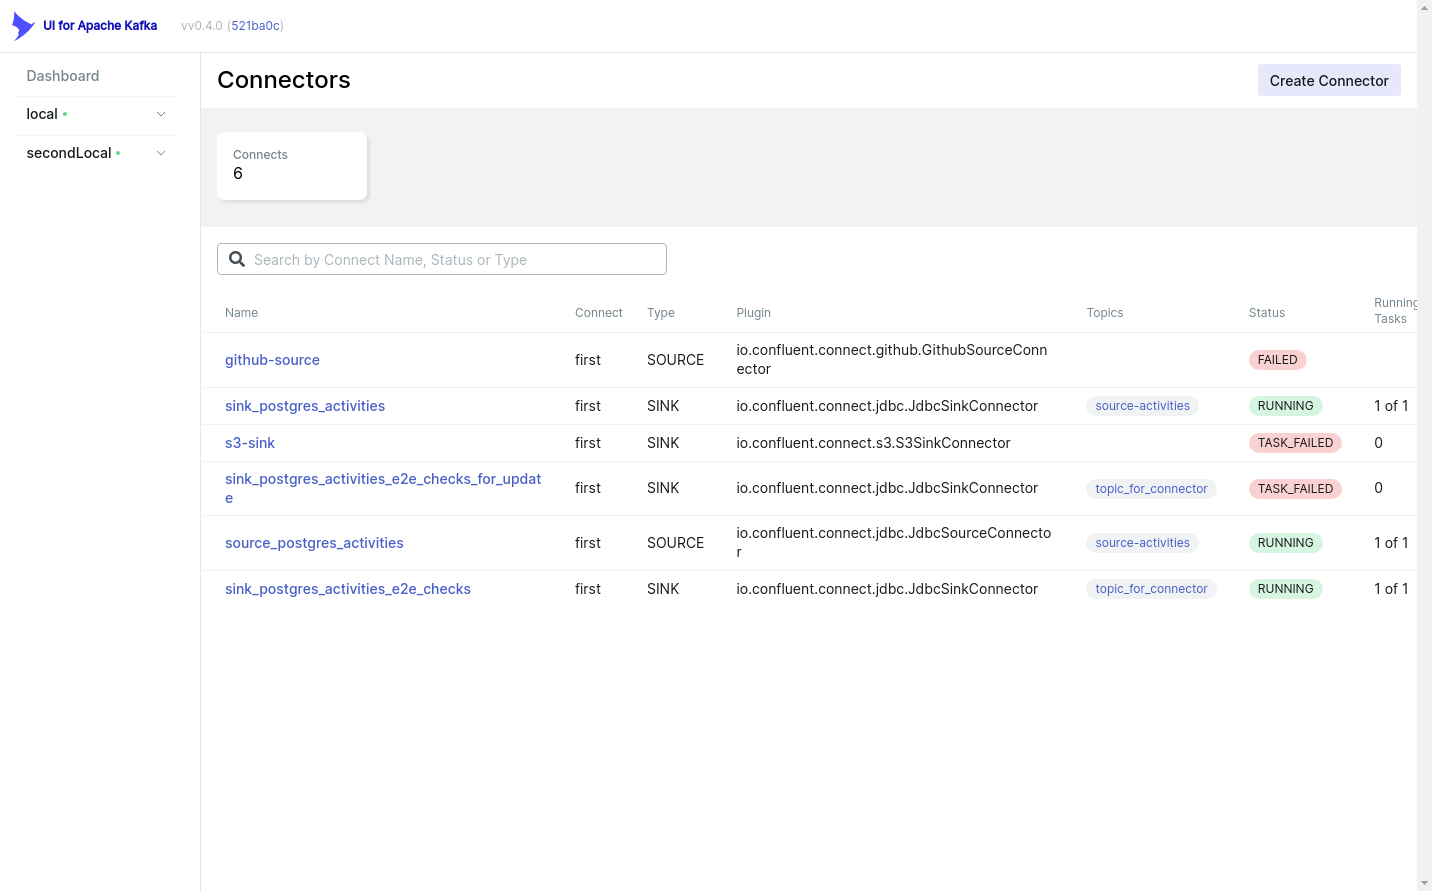 UI for Apache Kafka vv0.4.0 (521ba0c)
Dashboard
local
secondLocal
Connectors
Create Connector
Connects
6
Search by Connect Name, Status or Type
Name Connect Type Plugin Topics Status Running
Tasks
github-source first SOURCE io.confluent.connect.github.GithubSourceConn
ector FAILED
sink_postgres_activities first SINK io.confluent.connect.jdbc.JdbcSinkConnector source-activities RUNNING 1 of 1
s3-sink first SINK io.confluent.connect.s3.S3SinkConnector TASK_FAILED 0
sink_postgres_activities_e2e_checks_for_updat
e first SINK io.confluent.connect.jdbc.JdbcSinkConnector topic_for_connector TASK_FAILED 0
source_postgres_activities first SOURCE io.confluent.connect.jdbc.JdbcSourceConnecto
r source-activities RUNNING 1 of 1
sink_postgres_activities_e2e_checks first SINK io.confluent.connect.jdbc.JdbcSinkConnector topic_for_connector RUNNING 1 of 1